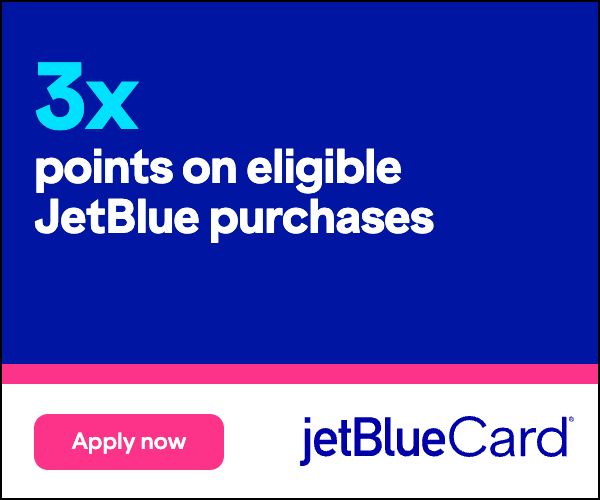 3x
points on eligible
JetBlue purchases
Apply now
jetBlueCard®